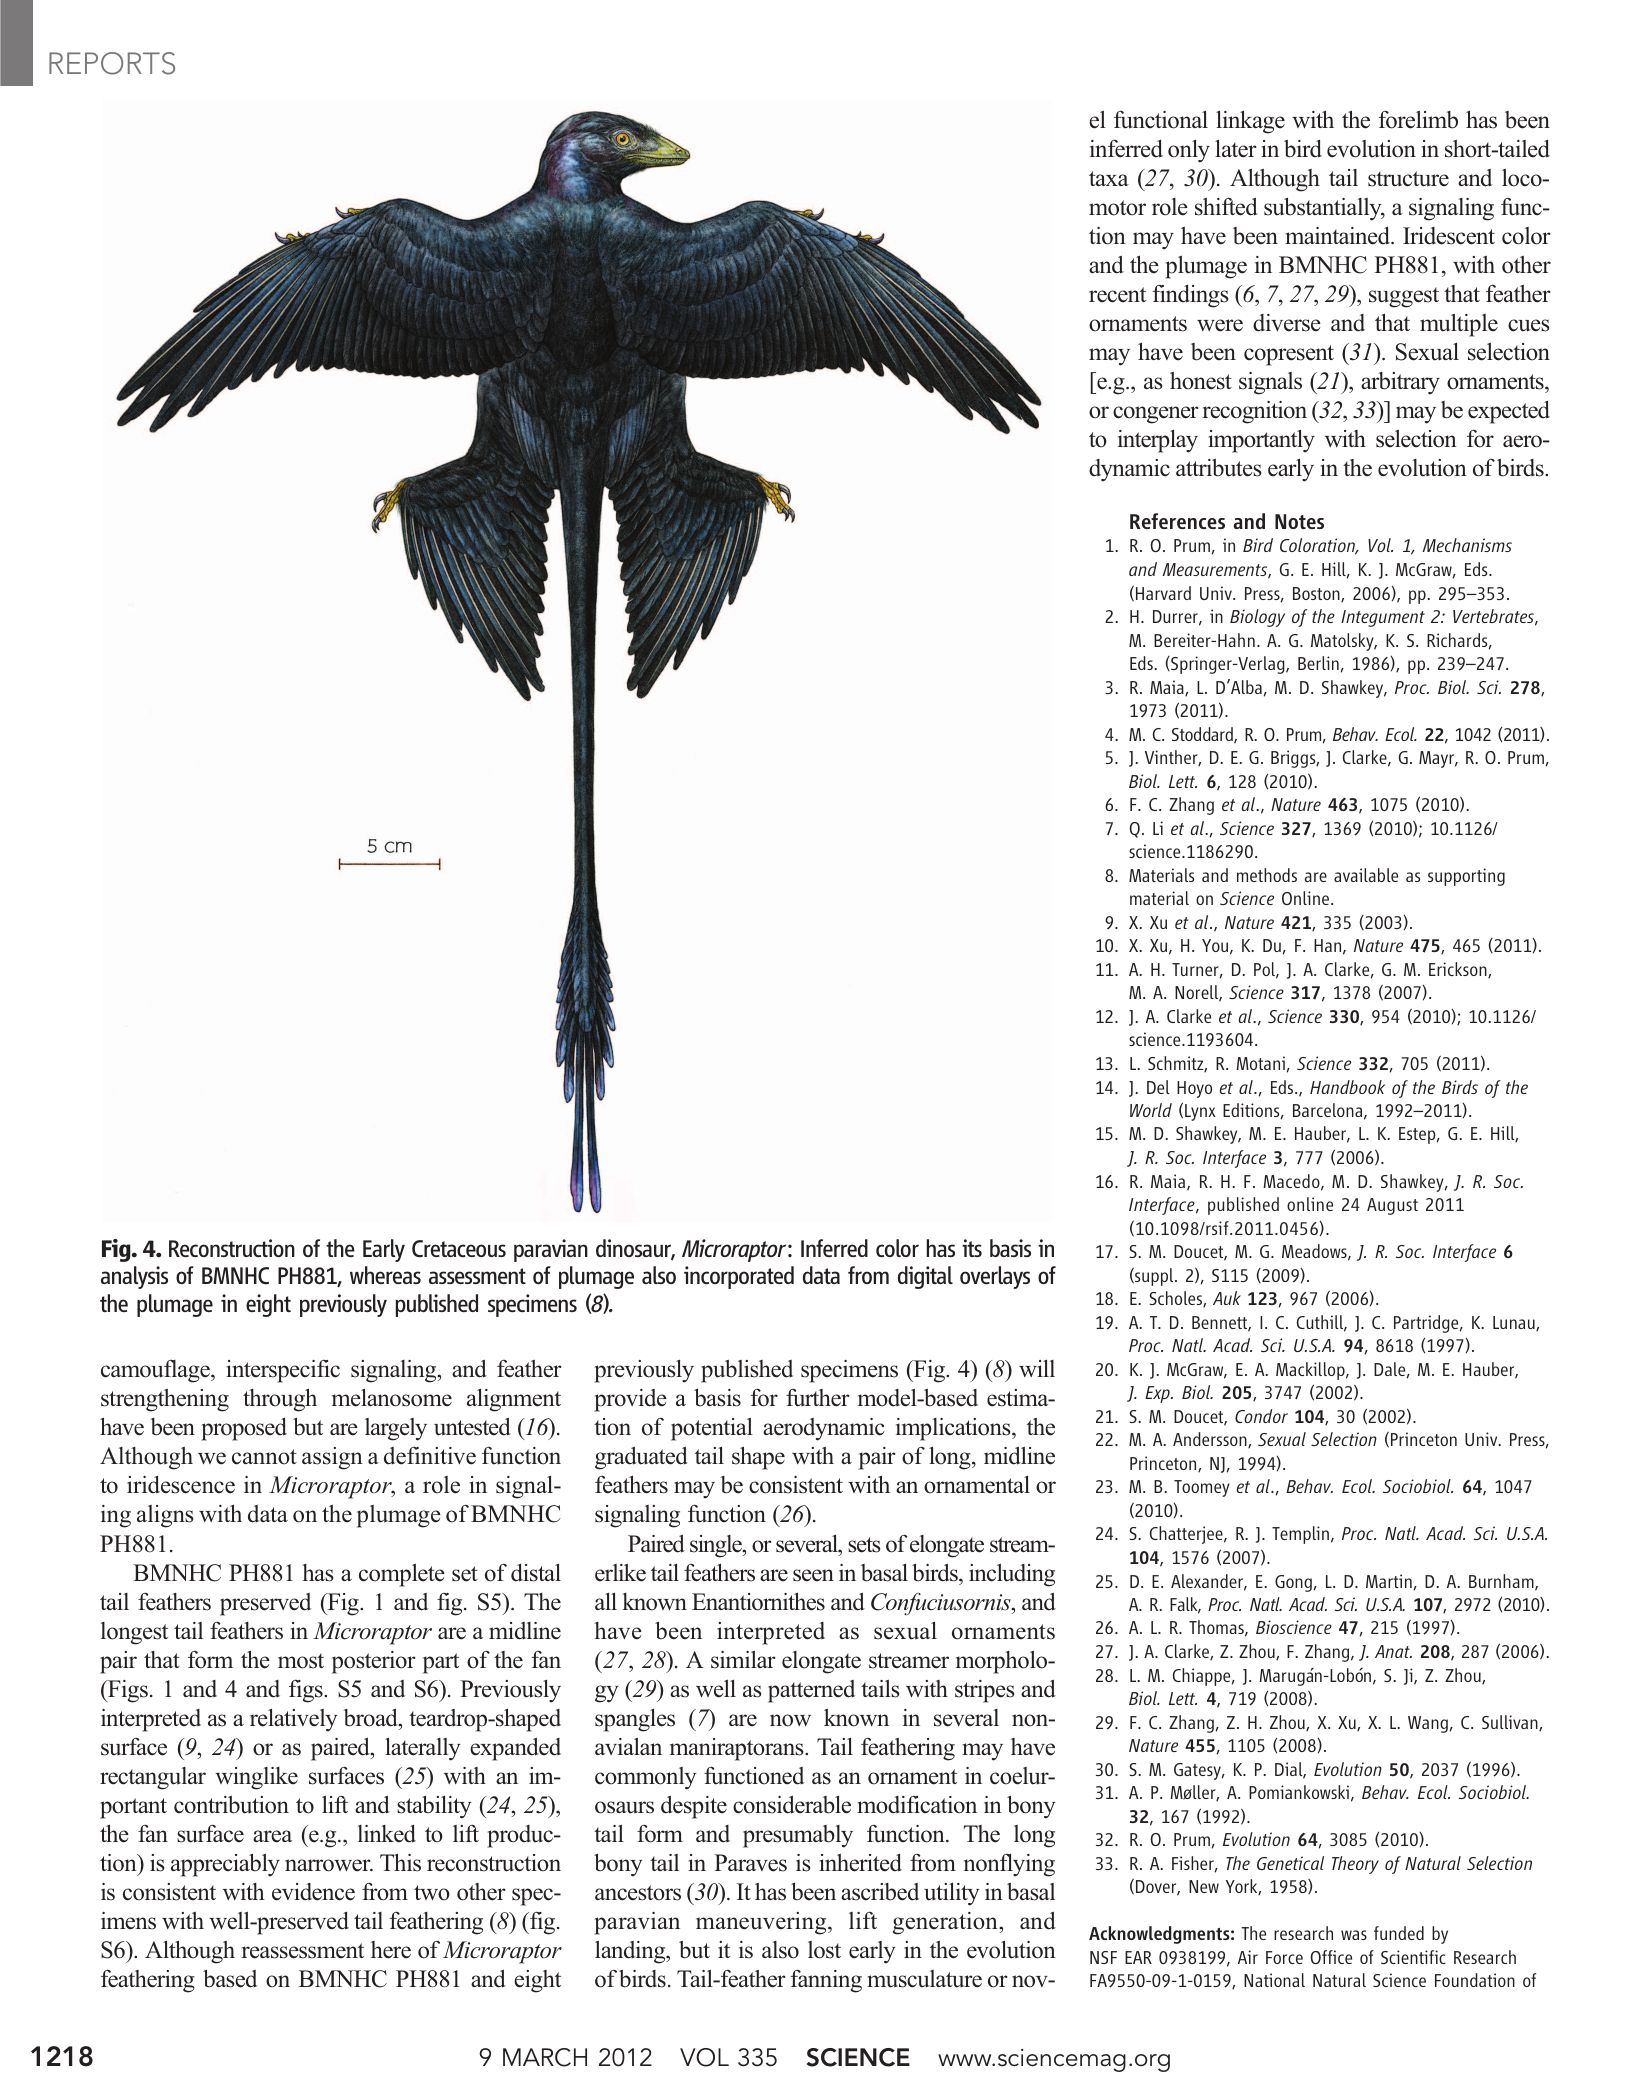 REPORTS
5 cm
Fig. 4. Reconstruction of the Early Cretaceous paravian dinosaur, Microraptor: Inferred color has its basis in
analysis of BMNHC PH881, whereas assessment of plumage also incorporated data from digital overlays of
the plumage in eight previously published specimens (8).
camouflage, interspecific signaling, and feather
strengthening through melanosome alignment
have been proposed but are largely untested (16).
Although we cannot assign a definitive function
to iridescence in Microraptor, a role in signal-
ing aligns with data on the plumage of BMNHC
PH881.
BMNHC PH881 has a complete set of distal
tail feathers preserved (Fig. 1 and fig. S5). The
longest tail feathers in Microraptor are a midline
pair that form the most posterior part of the fan
(Figs. 1 and 4 and figs. S5 and S6). Previously
interpreted as a relatively broad, teardrop-shaped
surface (9, 24) or as paired, laterally expanded
rectangular winglike surfaces (25) with an im-
portant contribution to lift and stability (24, 25),
the fan surface area (e.g., linked to lift produc-
tion) is appreciably narrower. This reconstruction
is consistent with evidence from two other spec-
imens with well-preserved tail feathering (8) (fig.
S6). Although reassessment here of Microraptor
feathering based on BMNHC PH881 and eight
previously published specimens (Fig. 4) (8) will
provide a basis for further model-based estima-
tion of potential aerodynamic implications, the
graduated tail shape with a pair of long, midline
feathers may be consistent with an ornamental or
signaling function (26).
Paired single, or several, sets of elongate stream-
erlike tail feathers are seen in basal birds, including
all known Enantiornithes and Confuciusornis, and
have been interpreted as sexual ornaments
(27, 28). A similar elongate streamer morpholo-
gy (29) as well as patterned tails with stripes and
spangles (7) are now known in several non-
avialan maniraptorans. Tail feathering may have
commonly functioned as an ornament in coelur-
osaurs despite considerable modification in bony
tail form and presumably function. The long
bony tail in Paraves is inherited from nonflying
ancestors (30). It has been ascribed utility in basal
paravian maneuvering, lift generation, and
landing, but it is also lost early in the evolution
of birds. Tail-feather fanning musculature or nov-
el functional linkage with the forelimb has been
inferred only later in bird evolution in short-tailed
taxa (27, 30). Although tail structure and loco-
motor role shifted substantially, a signaling func-
tion may have been maintained. Iridescent color
and the plumage in BMNHC PH881, with other
recent findings (6, 7, 27, 29), suggest that feather
ornaments were diverse and that multiple cues
may have been copresent (31). Sexual selection
[e.g., as honest signals (21), arbitrary ornaments,
or congener recognition (32, 33)] may be expected
to interplay importantly with selection for aero-
dynamic attributes early in the evolution of birds.
References and Notes
1. R. O. Prum, in Bird Coloration, Vol. 1, Mechanisms
and Measurements, G. E. Hill, K. J. McGraw, Eds.
(Harvard Univ. Press, Boston, 2006), pp. 295–353.
2. H. Durrer, in Biology of the Integument 2: Vertebrates,
M. Bereiter-Hahn. A. G. Matolsky, K. S. Richards,
Eds. (Springer-Verlag, Berlin, 1986), pp. 239–247.
3. R. Maia, L. D’Alba, M. D. Shawkey, Proc. Biol. Sci. 278,
1973 (2011).
4. M. C. Stoddard, R. O. Prum, Behav. Ecol. 22, 1042 (2011).
5. J. Vinther, D. E. G. Briggs, J. Clarke, G. Mayr, R. O. Prum,
Biol. Lett. 6, 128 (2010).
6. F. C. Zhang et al., Nature 463, 1075 (2010).
7. Q. Li et al., Science 327, 1369 (2010); 10.1126/
science.1186290.
8. Materials and methods are available as supporting
material on Science Online.
9. X. Xu et al., Nature 421, 335 (2003).
10. X. Xu, H. You, K. Du, F. Han, Nature 475, 465 (2011).
11. A. H. Turner, D. Pol, J. A. Clarke, G. M. Erickson,
M. A. Norell, Science 317, 1378 (2007).
12. J. A. Clarke et al., Science 330, 954 (2010); 10.1126/
science.1193604.
13. L. Schmitz, R. Motani, Science 332, 705 (2011).
14. J. Del Hoyo et al., Eds., Handbook of the Birds of the
World (Lynx Editions, Barcelona, 1992–2011).
15. M. D. Shawkey, M. E. Hauber, L. K. Estep, G. E. Hill,
J. R. Soc. Interface 3, 777 (2006).
16. R. Maia, R. H. F. Macedo, M. D. Shawkey, J. R. Soc.
Interface, published online 24 August 2011
(10.1098/rsif.2011.0456).
17. S. M. Doucet, M. G. Meadows, J. R. Soc. Interface 6
(suppl. 2), S115 (2009).
18. E. Scholes, Auk 123, 967 (2006).
19. A. T. D. Bennett, I. C. Cuthill, J. C. Partridge, K. Lunau,
Proc. Natl. Acad. Sci. U.S.A. 94, 8618 (1997).
20. K. J. McGraw, E. A. Mackillop, J. Dale, M. E. Hauber,
J. Exp. Biol. 205, 3747 (2002).
21. S. M. Doucet, Condor 104, 30 (2002).
22. M. A. Andersson, Sexual Selection (Princeton Univ. Press,
Princeton, NJ, 1994).
23. M. B. Toomey et al., Behav. Ecol. Sociobiol. 64, 1047
(2010).
24. S. Chatterjee, R. J. Templin, Proc. Natl. Acad. Sci. U.S.A.
104, 1576 (2007).
25. D. E. Alexander, E. Gong, L. D. Martin, D. A. Burnham,
A. R. Falk, Proc. Natl. Acad. Sci. U.S.A. 107, 2972 (2010).
26. A. L. R. Thomas, Bioscience 47, 215 (1997).
27. J. A. Clarke, Z. Zhou, F. Zhang, J. Anat. 208, 287 (2006).
28. L. M. Chiappe, J. Marugán-Lobón, S. Ji, Z. Zhou,
Biol. Lett. 4, 719 (2008).
29. F. C. Zhang, Z. H. Zhou, X. Xu, X. L. Wang, C. Sullivan,
Nature 455, 1105 (2008).
30. S. M. Gatesy, K. P. Dial, Evolution 50, 2037 (1996).
31. A. P. Møller, A. Pomiankowski, Behav. Ecol. Sociobiol.
32, 167 (1992).
32. R. O. Prum, Evolution 64, 3085 (2010).
33. R. A. Fisher, The Genetical Theory of Natural Selection
(Dover, New York, 1958).
Acknowledgments: The research was funded by
NSF EAR 0938199, Air Force Office of Scientific Research
FA9550-09-1-0159, National Natural Science Foundation of
1218 9 MARCH 2012 VOL 335 SCIENCE www.sciencemag.org